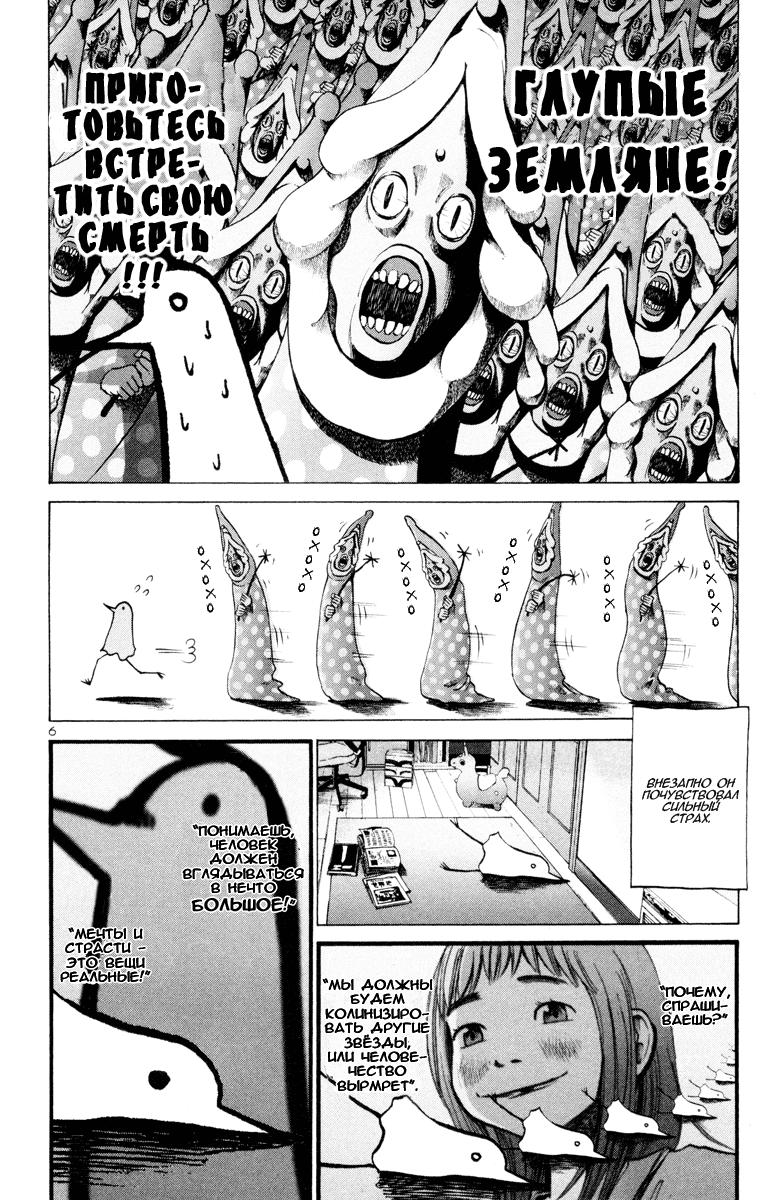 ГЛУПЫЕ
ЗЕМЛЯНЕ!
ПРИГО-
ТОВЬТЕСЬ
ВСТРЕ-
ТИТЬ СВОЮ
СМЕРТЬ
!!!
ОХОХО
ОХОХО
ОХОХО
ОХОХО
ОХОХО
ОХОХО
6
ВНЕЗАПНО ОН
ПОЧУВСТВОВАЛ
СИЛЬНЫЙ
СТРАХ.
"ПОНИМАЕШЬ,
ЧЕЛОВЕК
ДОЛЖЕН
ВГЛЯДЫВАТЬСЯ
В НЕЧТО
БОЛЬШОЕ!"
"МЕЧТЫ И
СТРАСТИ –
ЭТО ВЕЩИ
РЕАЛЬНЫЕ!"
"ПОЧЕМУ,
СПРАШИ-
ВАЕШЬ?"
"МЫ ДОЛЖНЫ
БУДЕМ
КОЛИНИЗИРО-
ВАТЬ ДРУГИЕ
ЗВЁЗДЫ,
ИЛИ ЧЕЛОВЕ-
ЧЕСТВО
ВЫРМРЕТ".